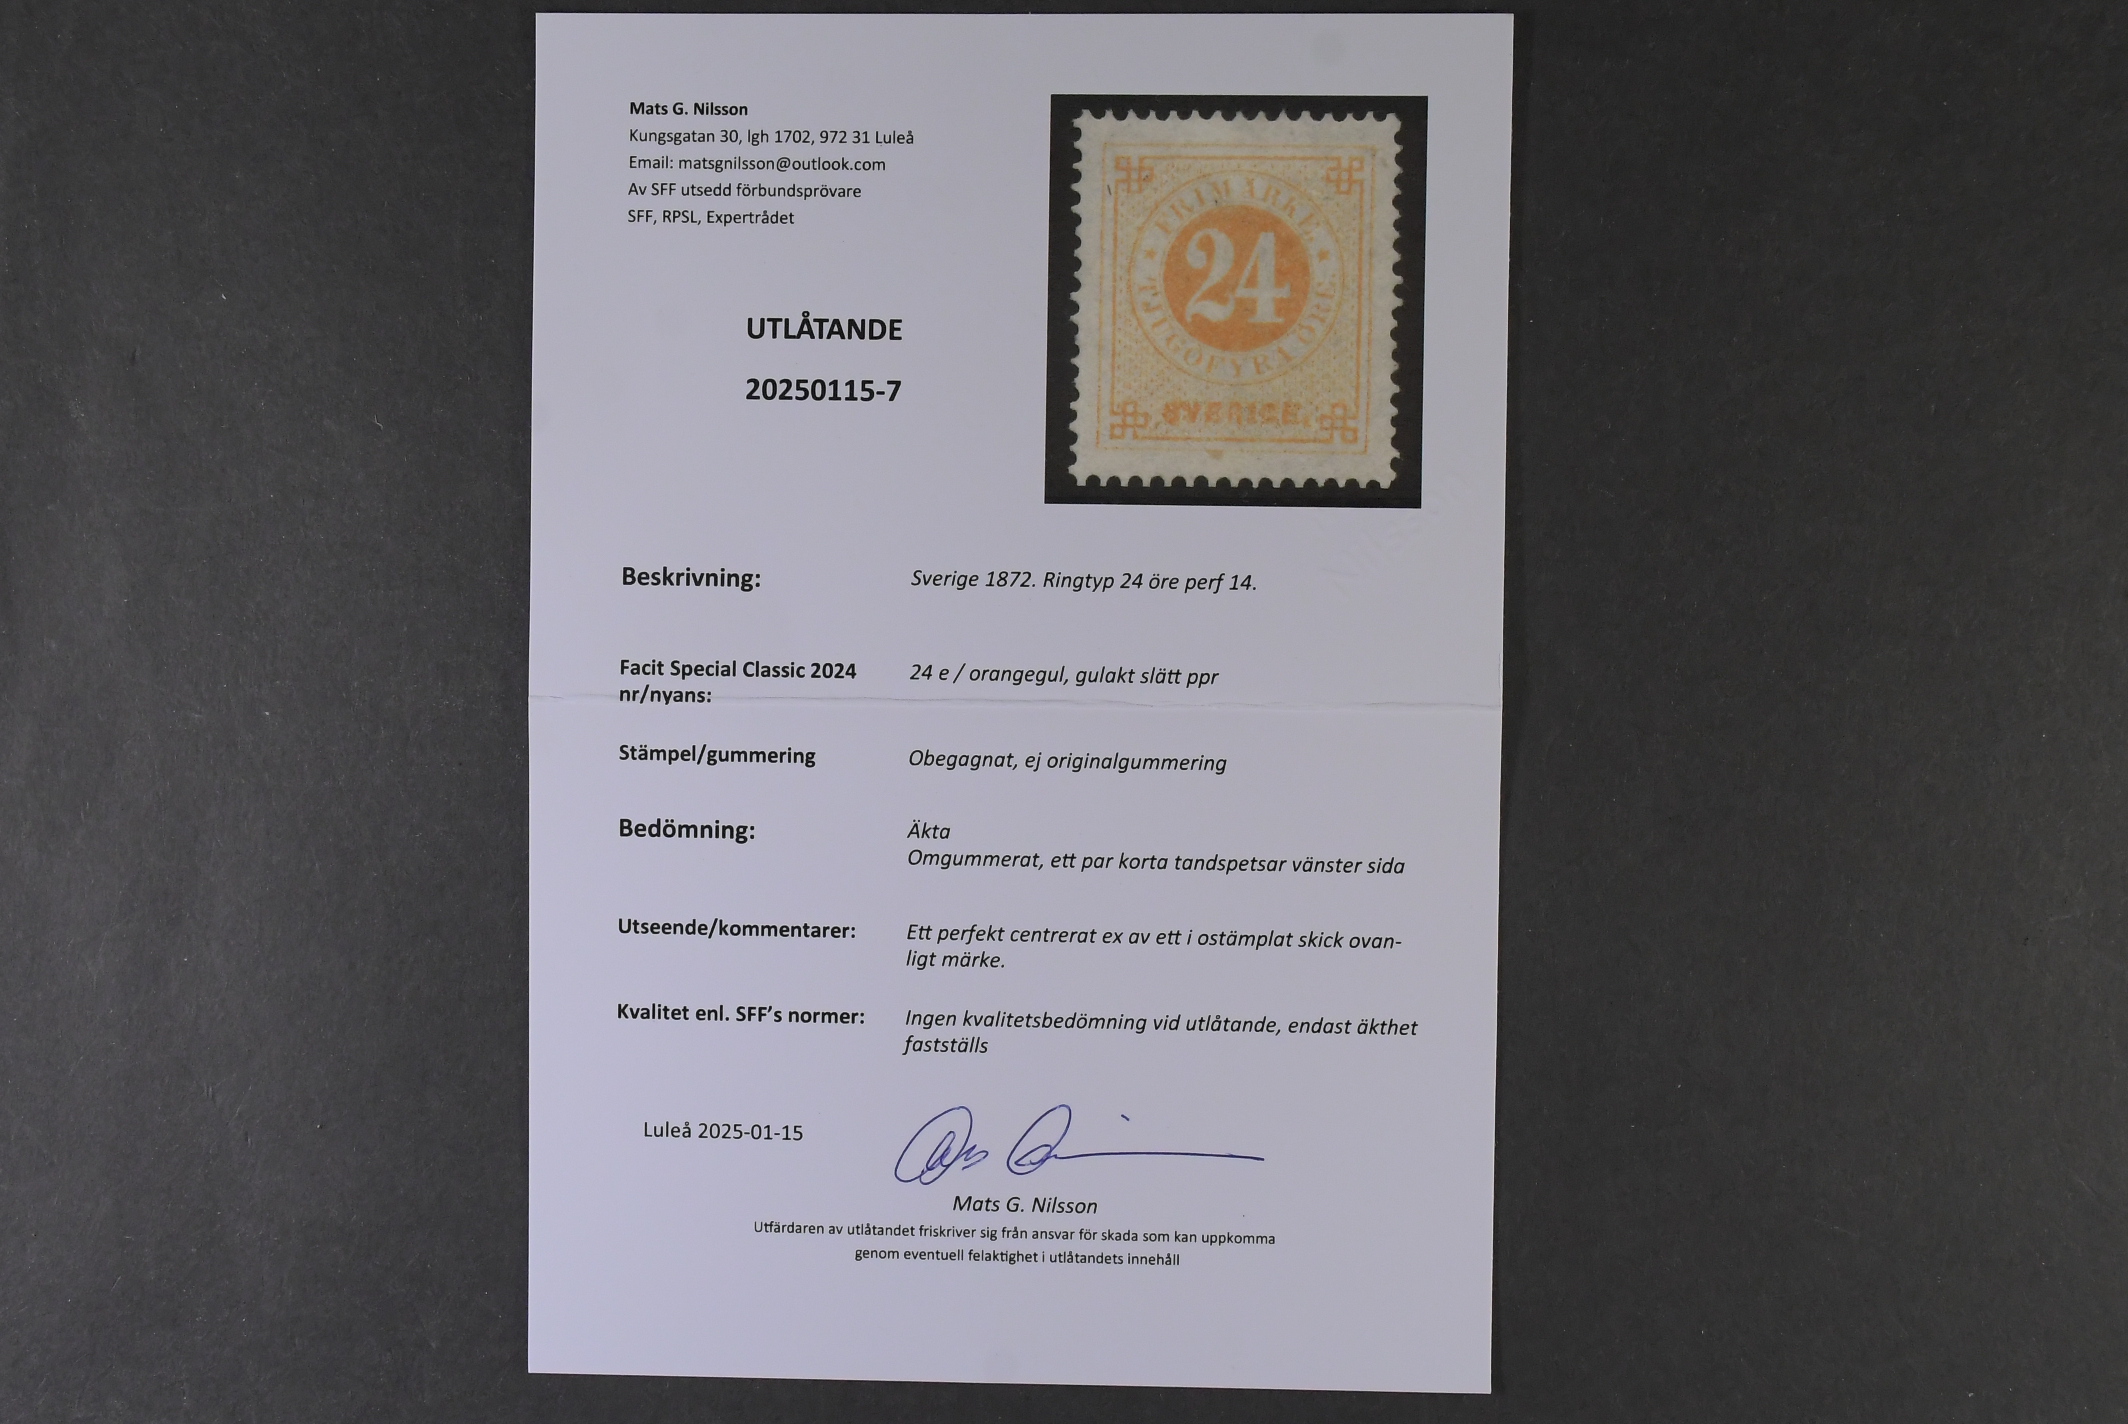 Mats G. Nilsson
Kungsgatan 30, lgh 1702, 972 31 Luleå
Email: matsgnilsson@outlook.com
Av SFF utsedd förbundsprövare
SFF, RPSL, Expertrådet
FRIMÄRKE
24
TJUGOFYRA ÖRE.
SVERIGE.
UTLÅTANDE
20250115-7
Beskrivning: Sverige 1872. Ringtyp 24 öre perf 14.
Facit Special Classic 2024 24 e / orangegul, gulakt slätt ppr
nr/nyans:
Stämpel/gummering Obegagnat, ej originalgummering
Bedömning: Äkta
Omgummerat, ett par korta tandspetsar vänster sida
Utseende/kommentarer: Ett perfekt centrerat ex av ett i ostämplat skick ovan-
ligt märke.
Kvalitet enl. SFF's normer: Ingen kvalitetsbedömning vid utlåtande, endast äkthet
fastställs
Luleå 2025-01-15
Mats G. Nilsson
Utfärdaren av utlåtandet friskriver sig från ansvar för skada som kan uppkomma
genom eventuell felaktighet i utlåtandets innehåll